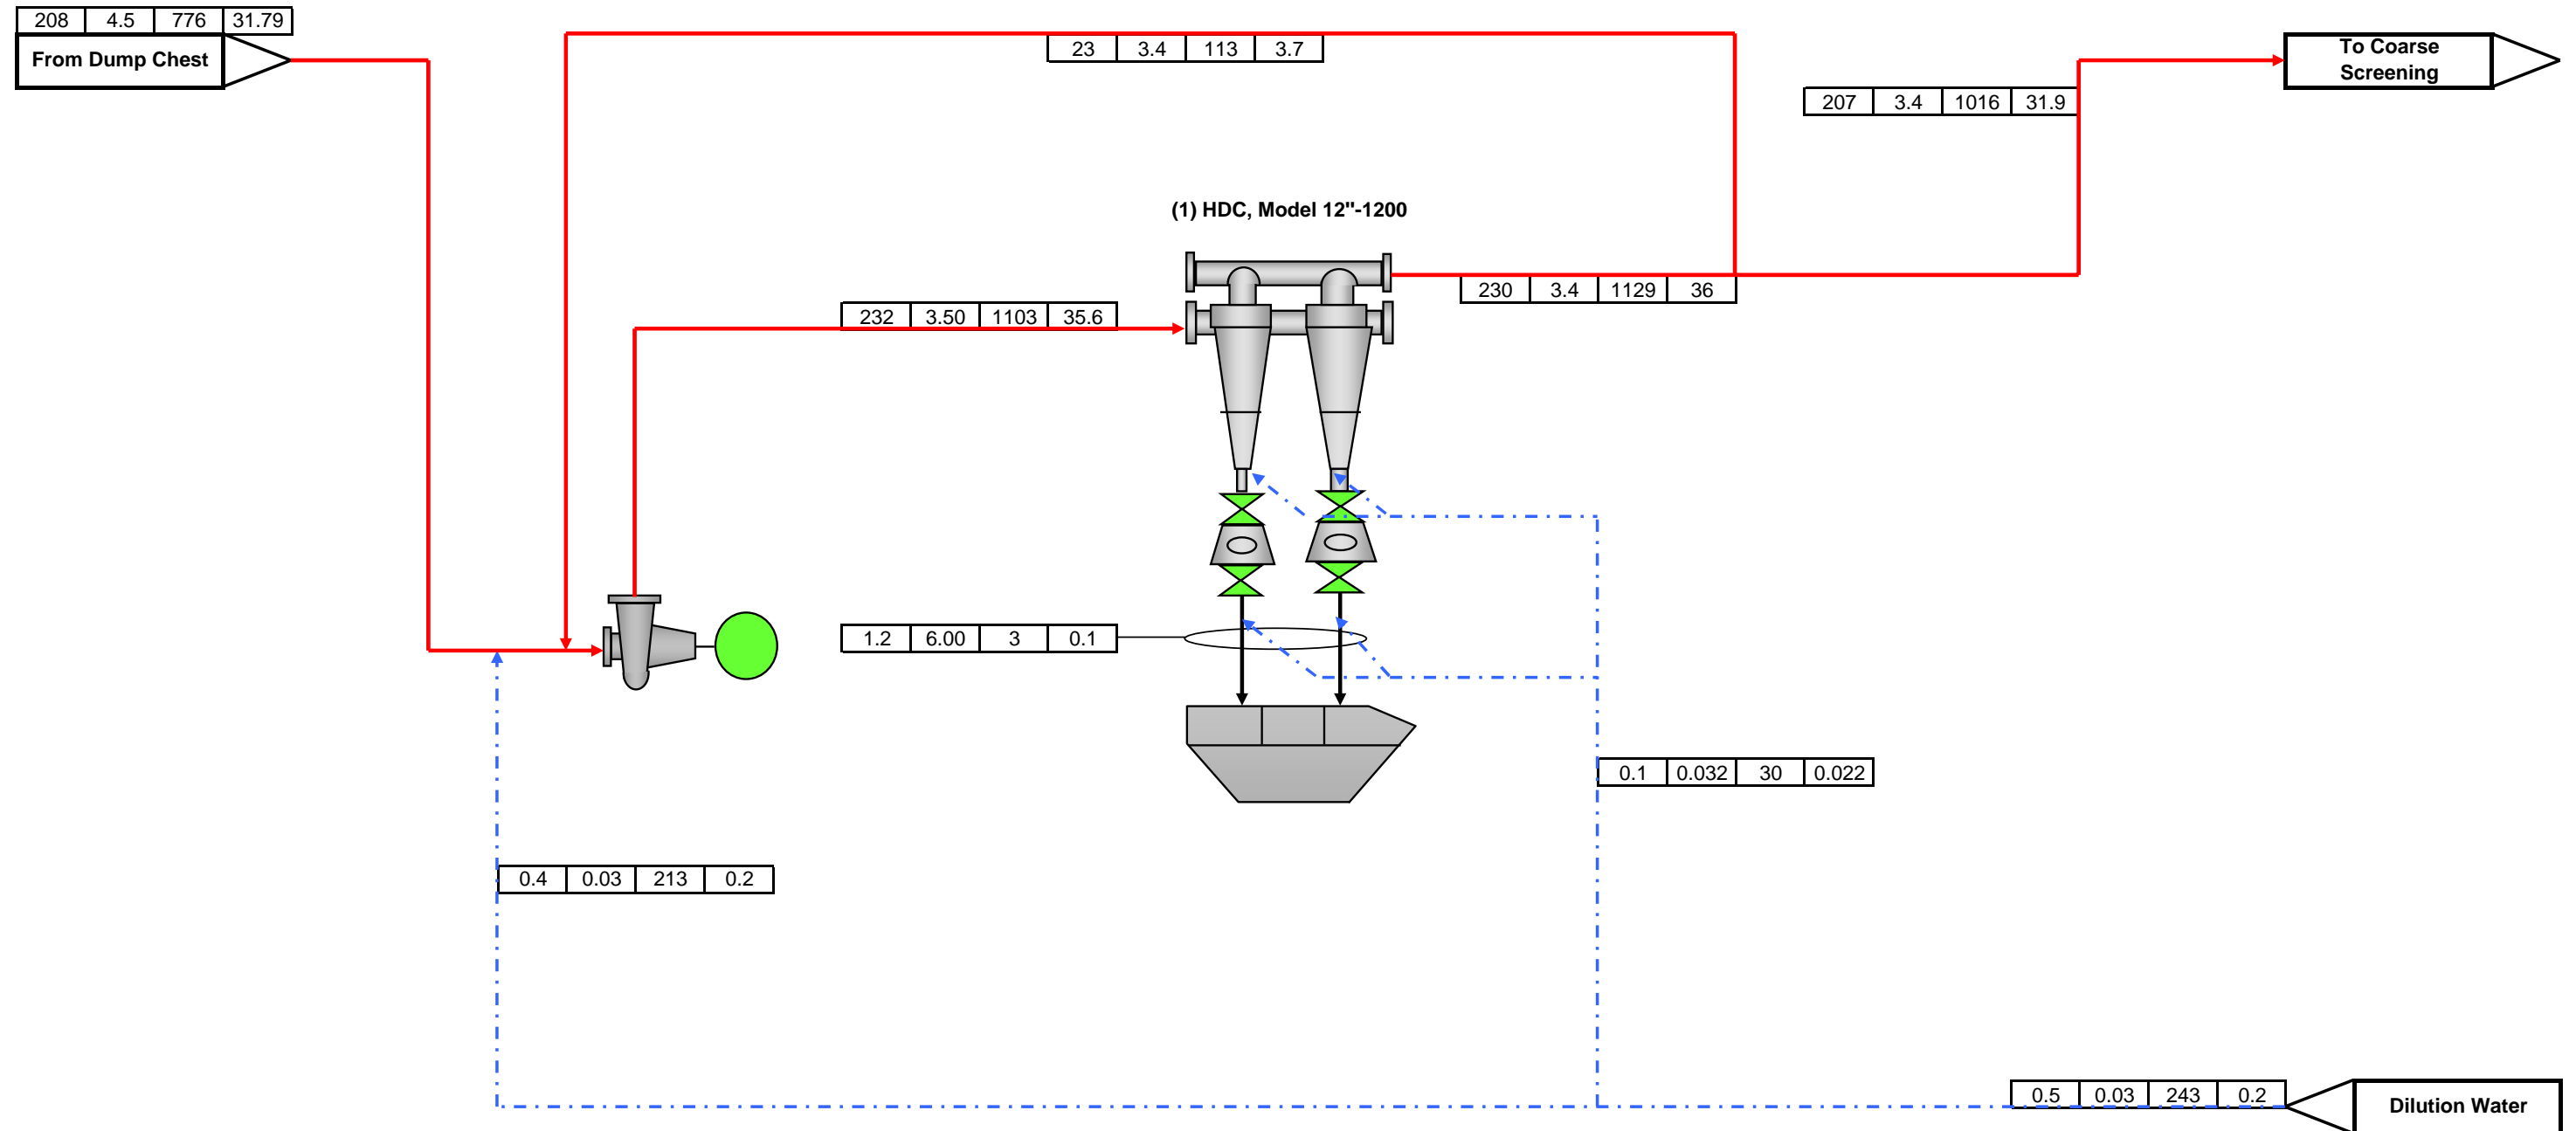 208 4.5 776 31.79
From Dump Chest
23 3.4 113 3.7
To Coarse
Screening
207 3.4 1016 31.9
(1) HDC, Model 12"-1200
230 3.4 1129 36
232 3.50 1103 35.6
1.2 6.00 3 0.1
0.1 0.032 30 0.022
0.4 0.03 213 0.2
0.5 0.03 243 0.2
Dilution Water